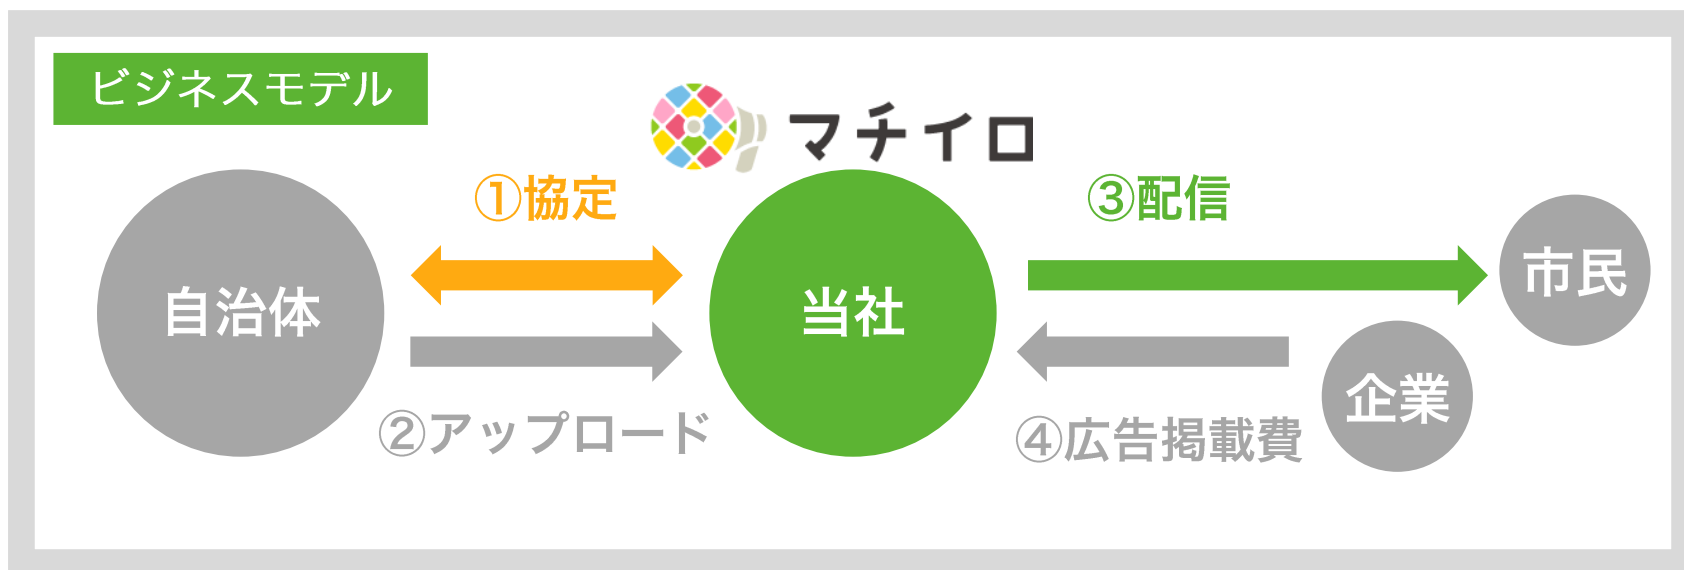 ビジネスモデル
マチイロ
①協定
③配信
自治体
当社
市民
企業
②アップロード
④広告掲載費